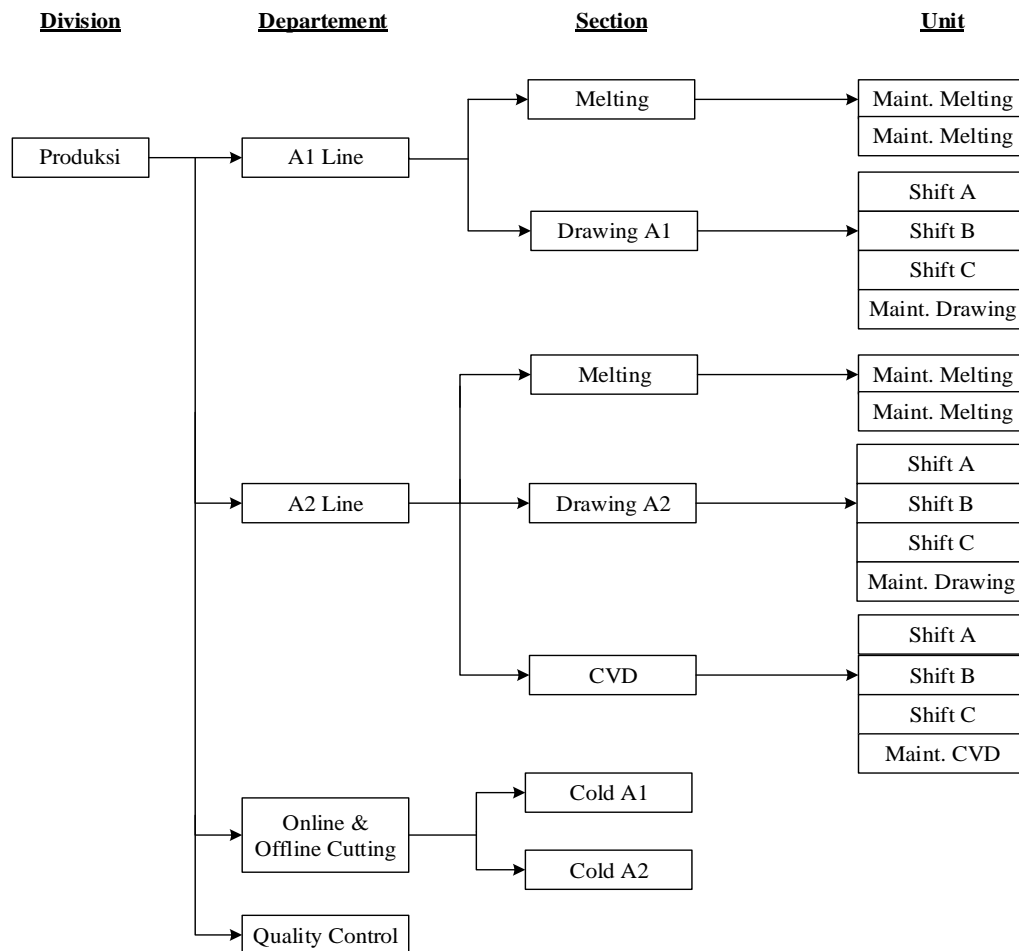 Division Departement Section Unit
Melting Maint. Melting
Maint. Melting
Produksi A1 Line
Shift A
Drawing A1 Shift B
Shift C
Maint. Drawing
Melting Maint. Melting
Maint. Melting
Shift A
A2 Line Drawing A2 Shift B
Shift C
Maint. Drawing
Shift A
CVD Shift B
Shift C
Maint. CVD
Cold A1
Online &
Offline Cutting
Cold A2
Quality Control